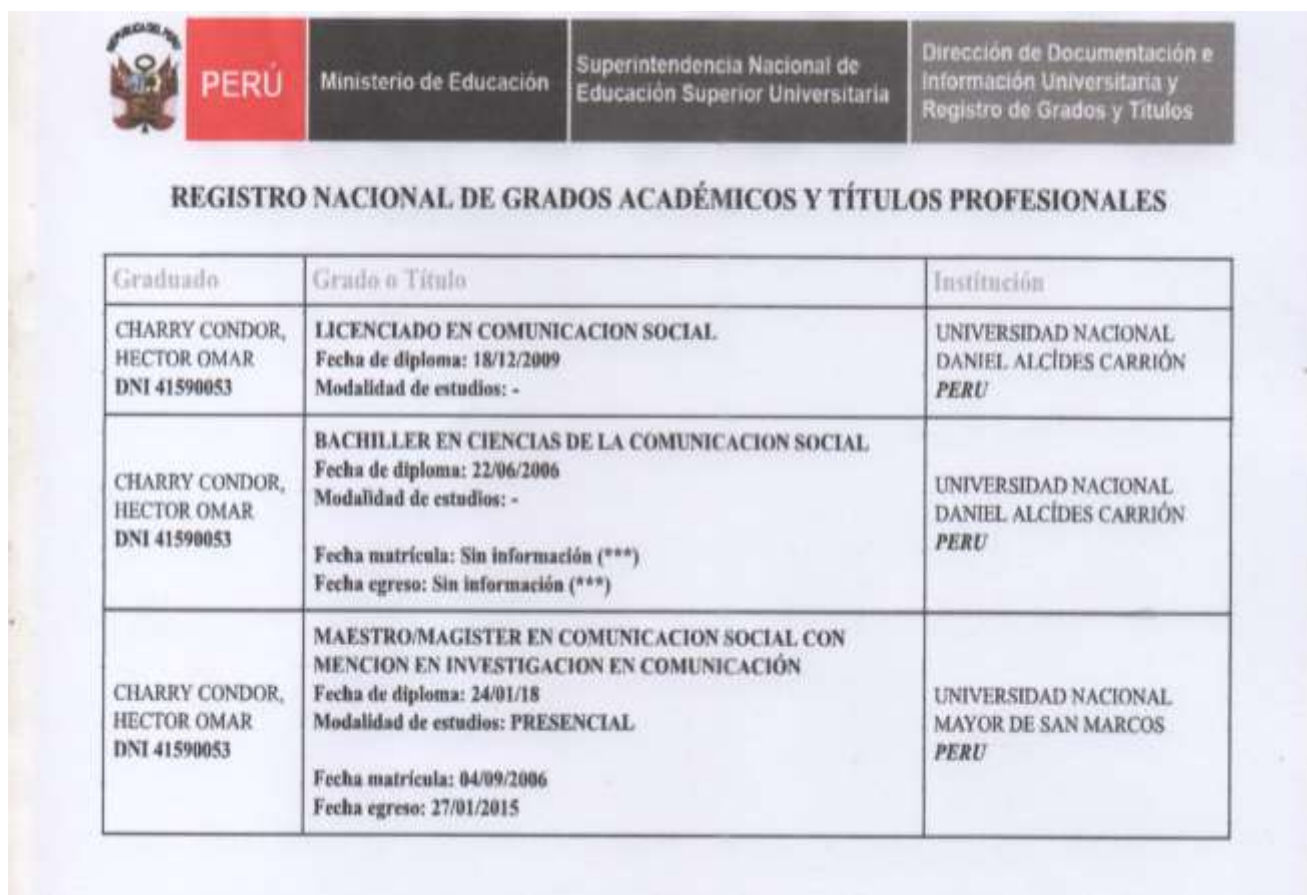 REPUBLICA DEL PERU
PERÚ
Ministerio de Educación
Superintendencia Nacional de
Educación Superior Universitaria
Dirección de Documentación e
Información Universitaria y
Registro de Grados y Títulos
REGISTRO NACIONAL DE GRADOS ACADÉMICOS Y TÍTULOS PROFESIONALES
Graduado
Grado o Título
Institución
CHARRY CONDOR,
HECTOR OMAR
DNI 41590053
LICENCIADO EN COMUNICACION SOCIAL
Fecha de diploma: 18/12/2009
Modalidad de estudios: -
UNIVERSIDAD NACIONAL
DANIEL ALCÍDES CARRIÓN
PERU
CHARRY CONDOR,
HECTOR OMAR
DNI 41590053
BACHILLER EN CIENCIAS DE LA COMUNICACION SOCIAL
Fecha de diploma: 22/06/2006
Modalidad de estudios: -
Fecha matrícula: Sin información (***)
Fecha egreso: Sin información (***)
UNIVERSIDAD NACIONAL
DANIEL ALCÍDES CARRIÓN
PERU
CHARRY CONDOR,
HECTOR OMAR
DNI 41590053
MAESTRO/MAGISTER EN COMUNICACION SOCIAL CON
MENCION EN INVESTIGACION EN COMUNICACIÓN
Fecha de diploma: 24/01/18
Modalidad de estudios: PRESENCIAL
Fecha matrícula: 04/09/2006
Fecha egreso: 27/01/2015
UNIVERSIDAD NACIONAL
MAYOR DE SAN MARCOS
PERU